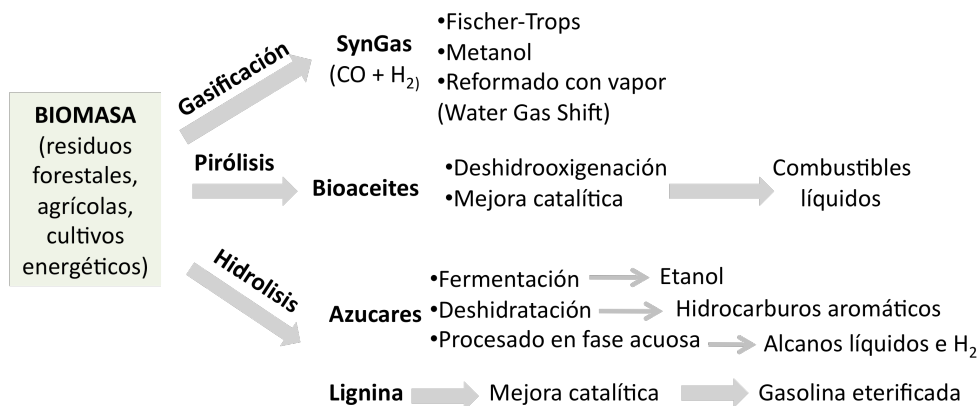 BIOMASA
(residuos
forestales,
agrícolas,
cultivos
energéticos)
Gasificación
SynGas
(CO + H₂)
•Fischer-Trops
•Metanol
•Reformado con vapor
(Water Gas Shift)
Pirólisis
Bioaceites
•Deshidrooxigenación
•Mejora catalítica
Combustibles
líquidos
Hidrolisis
Azucares
•Fermentación
Etanol
•Deshidratación
Hidrocarburos aromáticos
•Procesado en fase acuosa
Alcanos líquidos e H₂
Lignina
Mejora catalítica
Gasolina eterificada